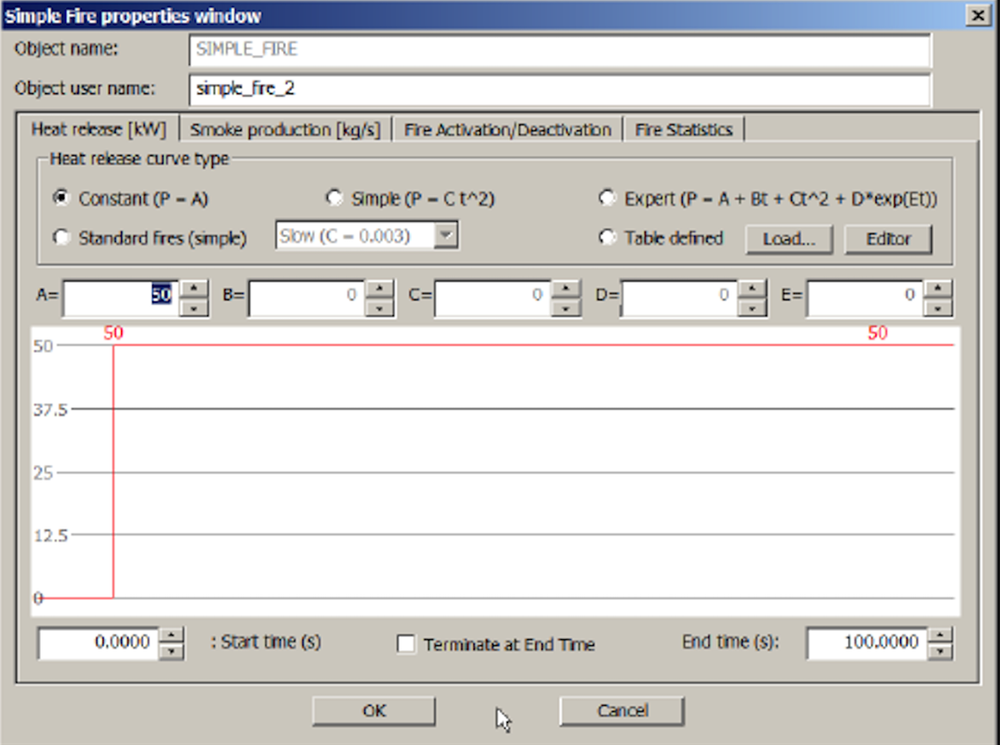 Simple Fire properties window
Object name: SIMPLE_FIRE
Object user name: simple_fire_2
Heat release [kW] Smoke production [kg/s] Fire Activation/Deactivation Fire Statistics
Heat release curve type
Constant (P = A) Simple (P = C t^2) Expert (P = A + Bt + Ct^2 + D*exp(Et))
Standard fires (simple) Slow (C = 0.003) Table defined Load... Editor
A= 50 B= 0 C= 0 D= 0 E= 0
50 50
50
37.5
25
12.5
0
0.0000 : Start time (s) Terminate at End Time End time (s): 100.0000
OK Cancel